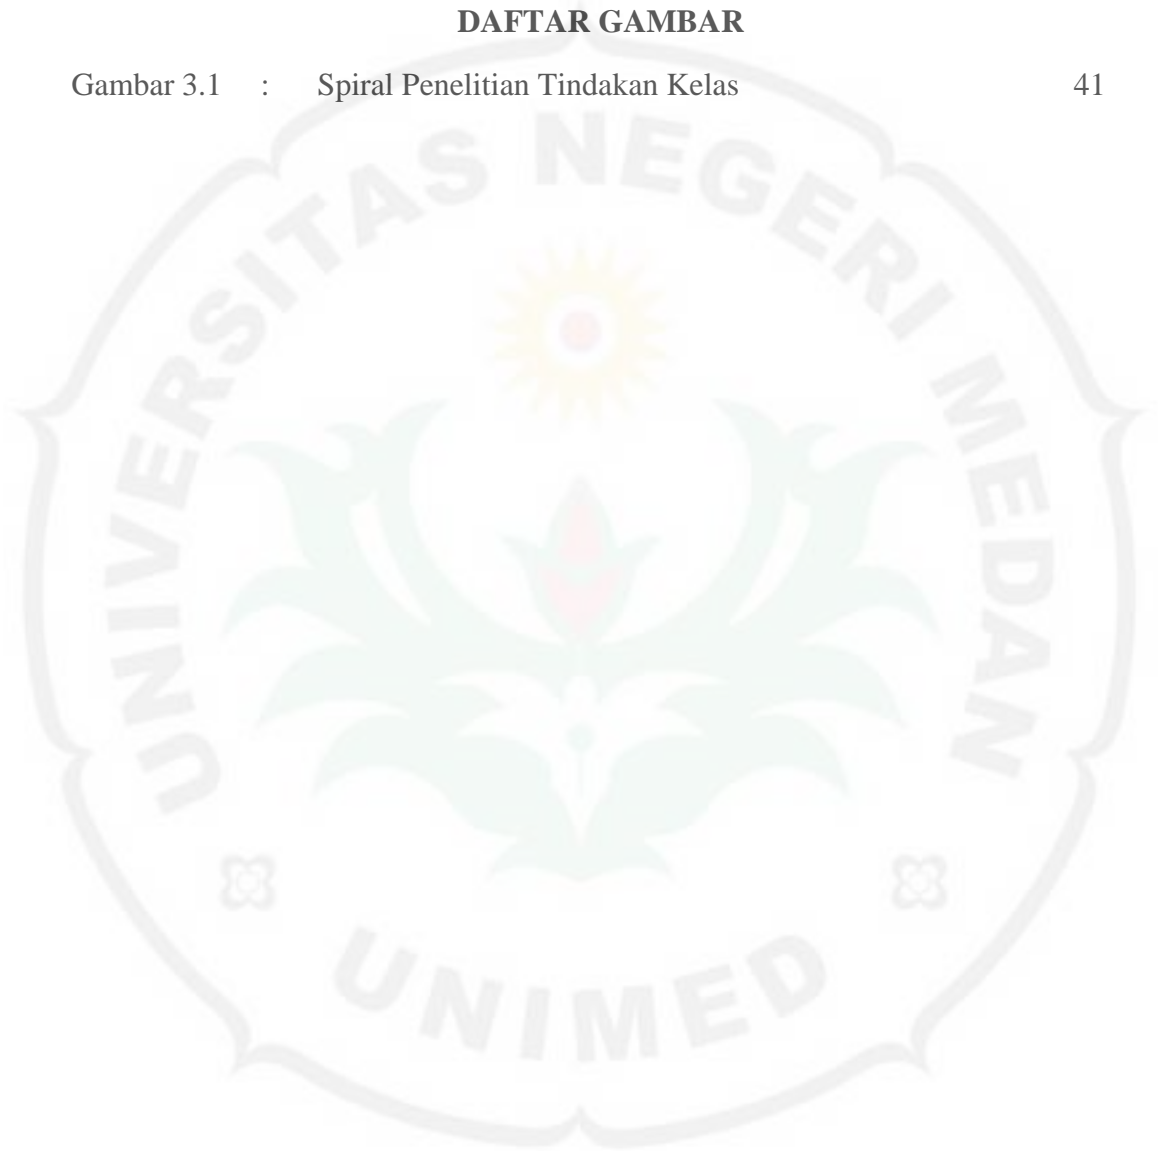 DAFTAR GAMBAR
Gambar 3.1 : Spiral Penelitian Tindakan Kelas 41
UNIVERSITAS NEGERI MEDAN
UNIMED